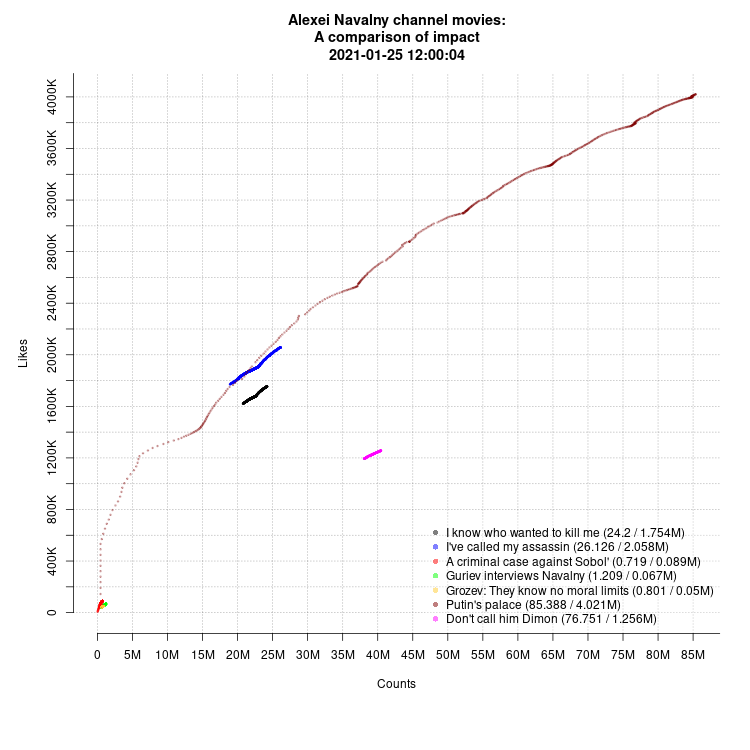 Alexei Navalny channel movies:
A comparison of impact
2021-01-25 12:00:04
4000K
3600K
3200K
2800K
2400K
2000K
1600K
1200K
800K
400K
0
Likes
I know who wanted to kill me (24.2 / 1.754M)
I've called my assassin (26.126 / 2.058M)
A criminal case against Sobol' (0.719 / 0.089M)
Guriev interviews Navalny (1.209 / 0.067M)
Grozev: They know no moral limits (0.801 / 0.05M)
Putin's palace (85.388 / 4.021M)
Don't call him Dimon (76.751 / 1.256M)
0 5M 10M 15M 20M 25M 30M 35M 40M 45M 50M 55M 60M 65M 70M 75M 80M 85M
Counts